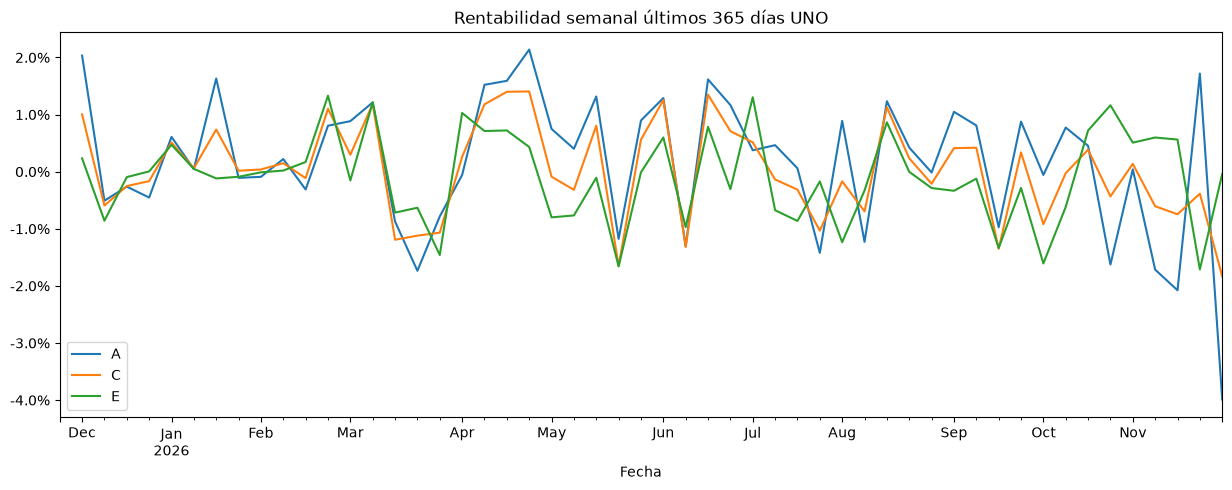 Rentabilidad semanal últimos 365 días UNO
2.0%
1.0%
0.0%
-1.0%
-2.0%
-3.0%
-4.0%
A
C
E
Dec Jan Feb Mar Apr May Jun Jul Aug Sep Oct Nov
2026
Fecha